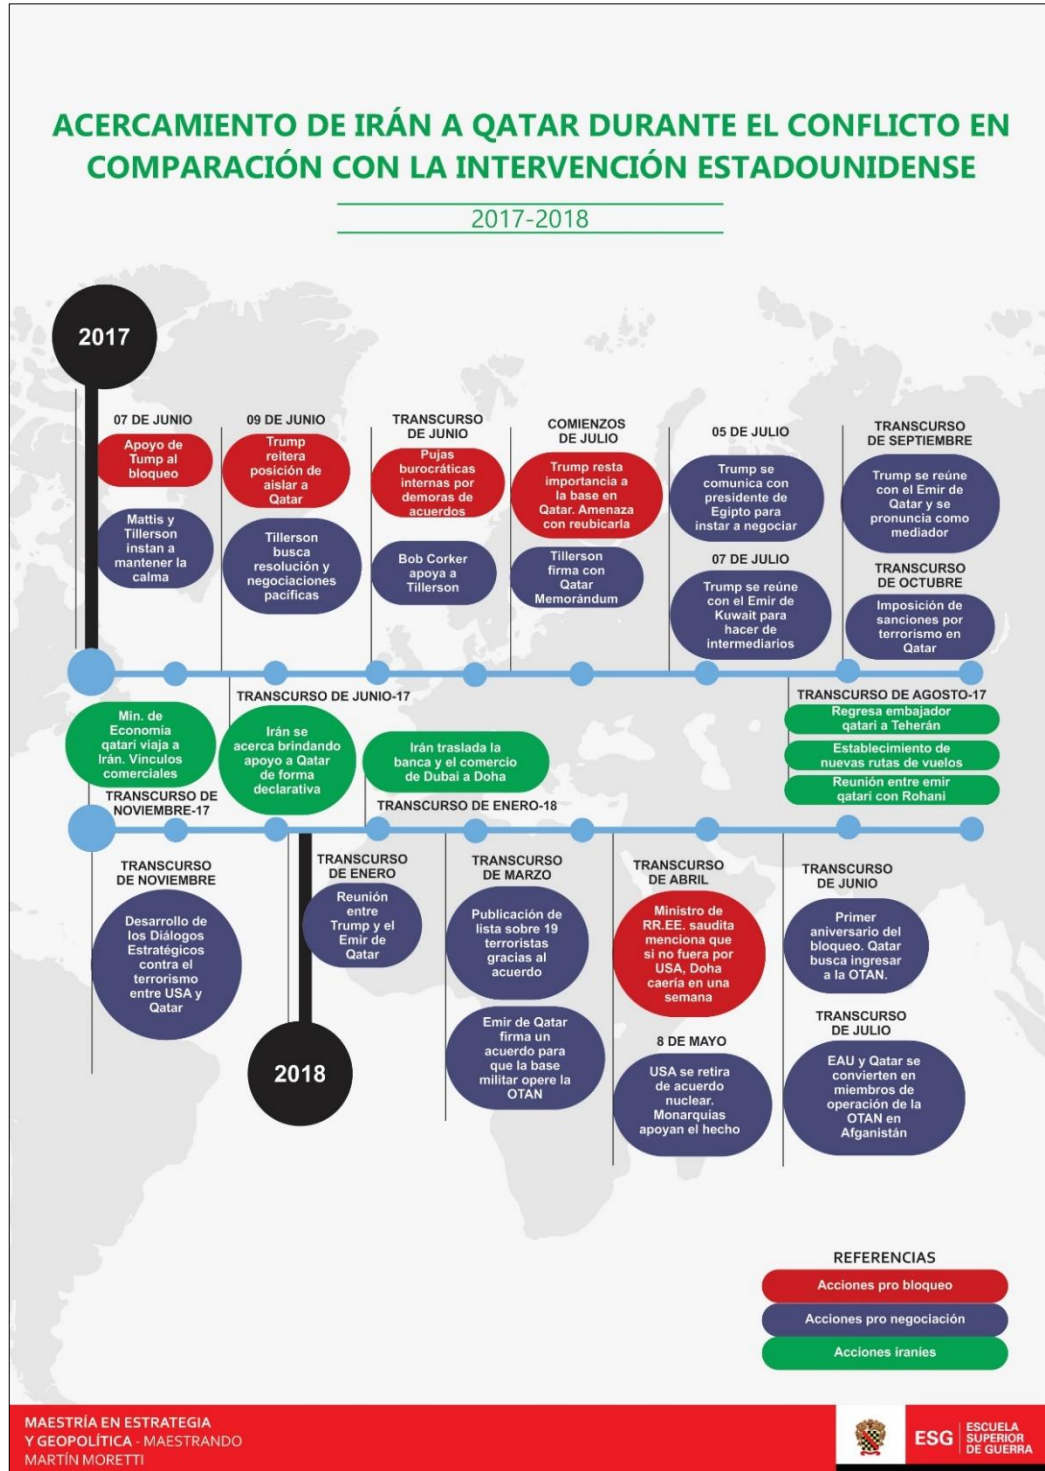 ACERCAMIENTO DE IRÁN A QATAR DURANTE EL CONFLICTO EN
COMPARACIÓN CON LA INTERVENCIÓN ESTADOUNIDENSE
2017-2018
2017
07 DE JUNIO
Apoyo de
Tump al
bloqueo
Mattis y
Tillerson
instan a
mantener la
calma
09 DE JUNIO
Trump
reitera
posición de
aislar a
Qatar
Tillerson
busca
resolución y
negociaciones
pacíficas
TRANSCURSO
DE JUNIO
Pujas
burocráticas
internas por
demoras de
acuerdos
Bob Corker
apoya a
Tillerson
COMIENZOS
DE JULIO
Trump resta
importancia a
la base en
Qatar. Amenaza
con reubicarla
Tillerson
firma con
Qatar
Memorándum
05 DE JULIO
Trump se
comunica con
presidente de
Egipto para
instar a negociar
07 DE JULIO
Trump se reúne
con el Emir de
Kuwait para
hacer de
intermediarios
TRANSCURSO
DE SEPTIEMBRE
Trump se reúne
con el Emir de
Qatar y se
pronuncia como
mediador
TRANSCURSO
DE OCTUBRE
Imposición de
sanciones por
terrorismo en
Qatar
Min. de
Economía
qatarí viaja a
Irán. Vínculos
comerciales
TRANSCURSO DE
NOVIEMBRE-17
TRANSCURSO DE JUNIO-17
Irán se
acerca brindando
apoyo a Qatar
de forma
declarativa
Irán traslada la
banca y el comercio
de Dubai a Doha
TRANSCURSO DE ENERO-18
TRANSCURSO DE AGOSTO-17
Regresa embajador
qatari a Teherán
Establecimiento de
nuevas rutas de vuelos
Reunión entre emir
qatari con Rohani
TRANSCURSO
DE NOVIEMBRE
Desarrollo de
los Diálogos
Estratégicos
contra el
terrorismo
entre USA y
Qatar
2018
TRANSCURSO
DE ENERO
Reunión
entre
Trump y el
Emir de
Qatar
TRANSCURSO
DE MARZO
Publicación de
lista sobre 19
terroristas
gracias al
acuerdo
Emir de Qatar
firma un
acuerdo para
que la base
militar opere la
OTAN
TRANSCURSO
DE ABRIL
Ministro de
RR.EE. saudita
menciona que
si no fuera por
USA, Doha
caería en una
semana
8 DE MAYO
USA se retira
de acuerdo
nuclear.
Monarquías
apoyan el hecho
TRANSCURSO
DE JUNIO
Primer
aniversario del
bloqueo. Qatar
busca ingresar
a la OTAN.
TRANSCURSO
DE JULIO
EAU y Qatar se
convierten en
miembros de
operación de la
OTAN en
Afganistán
REFERENCIAS
Acciones pro bloqueo
Acciones pro negociación
Acciones iraníes
MAESTRÍA EN ESTRATEGIA
Y GEOPOLÍTICA - MAESTRANDO
MARTÍN MORETTI
ESG
ESCUELA
SUPERIOR
DE GUERRA